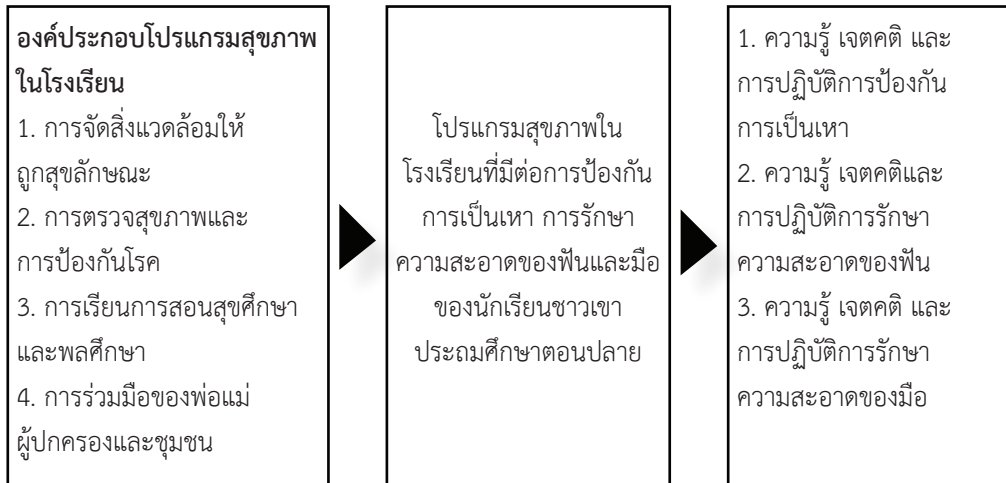 องค์ประกอบโปรแกรมสุขภาพ
ในโรงเรียน
1. การจัดสิ่งแวดล้อมให้
ถูกสุขลักษณะ
2. การตรวจสุขภาพและ
การป้องกันโรค
3. การเรียนการสอนสุขศึกษา
และพลศึกษา
4. การร่วมมือของพ่อแม่
ผู้ปกครองและชุมชน
โปรแกรมสุขภาพใน
โรงเรียนที่มีต่อการป้องกัน
การเป็นเหา การรักษา
ความสะอาดของฟันและมือ
ของนักเรียนชาวเขา
ประถมศึกษาตอนปลาย
1. ความรู้ เจตคติ และ
การปฏิบัติการป้องกัน
การเป็นเหา
2. ความรู้ เจตคติและ
การปฏิบัติการรักษา
ความสะอาดของฟัน
3. ความรู้ เจตคติ และ
การปฏิบัติการรักษา
ความสะอาดของมือ